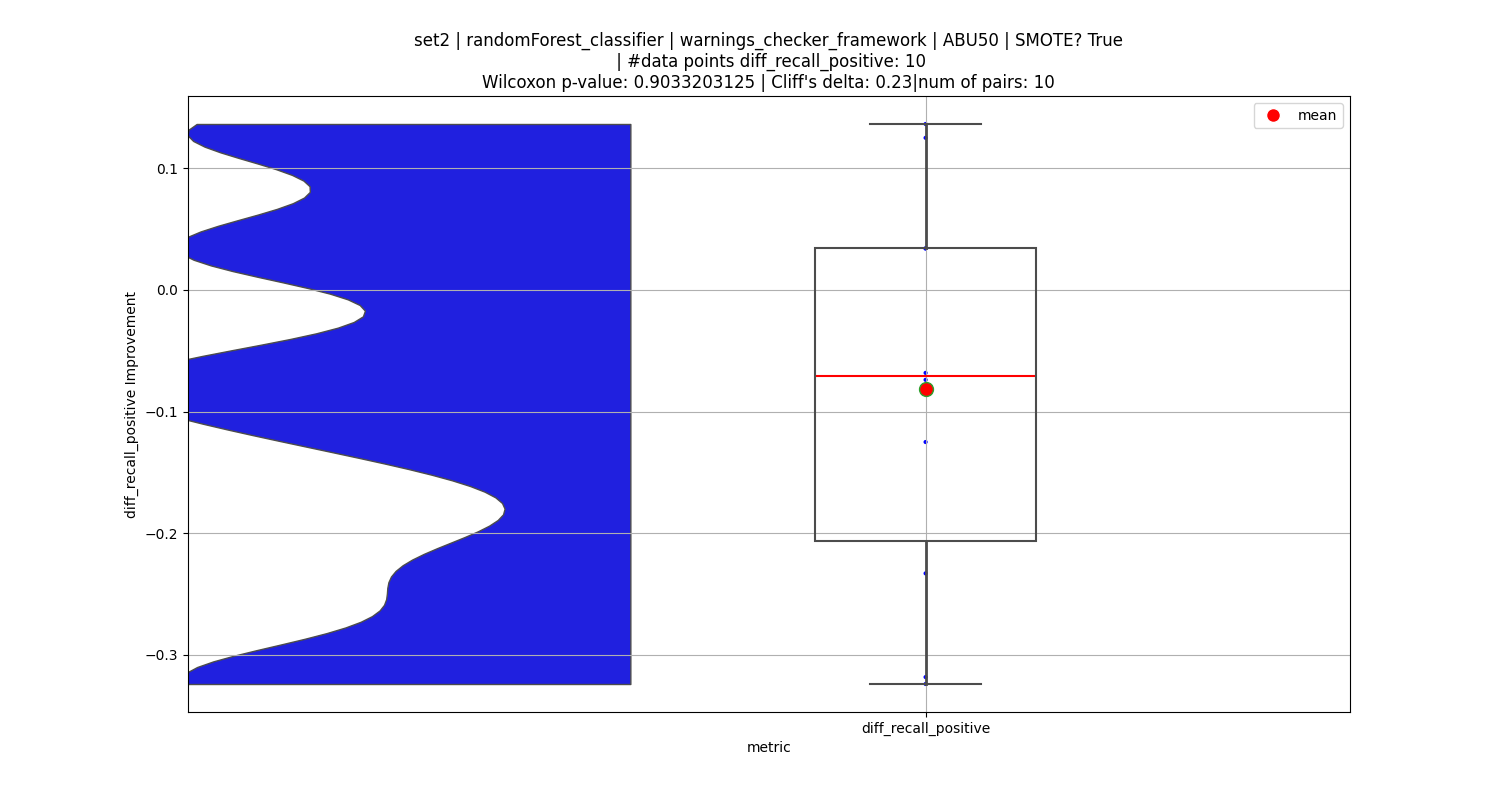 set2 | randomForest_classifier | warnings_checker_framework | ABU50 | SMOTE? True
| #data points diff_recall_positive: 10
Wilcoxon p-value: 0.9033203125 | Cliff's delta: 0.23|num of pairs: 10
mean
0.1
0.0
−0.1
−0.2
−0.3
diff_recall_positive Improvement
diff_recall_positive
metric